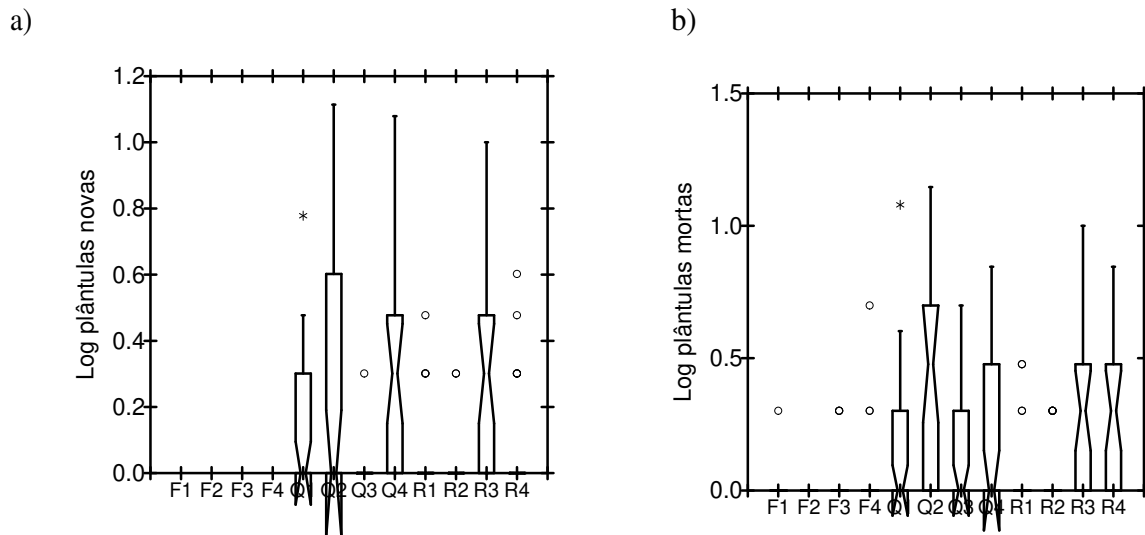 a)
1.2
1.0
0.8
0.6
0.4
0.2
0.0
Log plântulas novas
F1 F2 F3 F4 Q1 Q2 Q3 Q4 R1 R2 R3 R4
b)
1.5
1.0
0.5
0.0
Log plântulas mortas
F1 F2 F3 F4 Q1 Q2 Q3 Q4 R1 R2 R3 R4